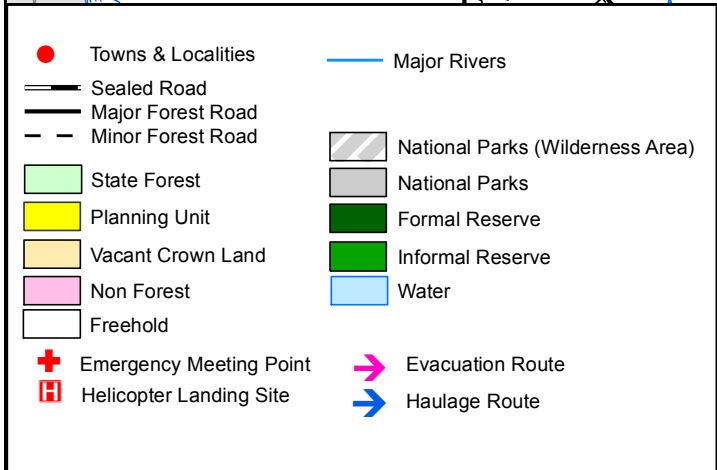 Towns & Localities
Sealed Road
Major Forest Road
Minor Forest Road
State Forest
Planning Unit
Vacant Crown Land
Non Forest
Freehold
Emergency Meeting Point
H Helicopter Landing Site
Major Rivers
National Parks (Wilderness Area)
National Parks
Formal Reserve
Informal Reserve
Water
Evacuation Route
Haulage Route